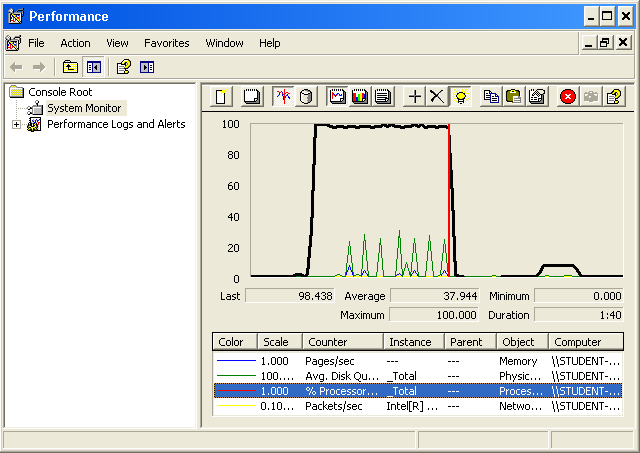 Performance
File Action View Favorites Window Help
Console Root
System Monitor
Performance Logs and Alerts
100
80
60
40
20
0
Last 98.438 Average 37.944 Minimum 0.000
Maximum 100.000 Duration 1:40
Color Scale Counter Instance Parent Object Computer
1.000 Pages/sec --- --- Memory \\STUDENT-...
100.... Avg. Disk Qu... _Total --- Physic... \\STUDENT-...
1.000 % Processor... _Total --- Proces... \\STUDENT-...
0.10... Packets/sec Intel[R] ... --- Netwo... \\STUDENT-...